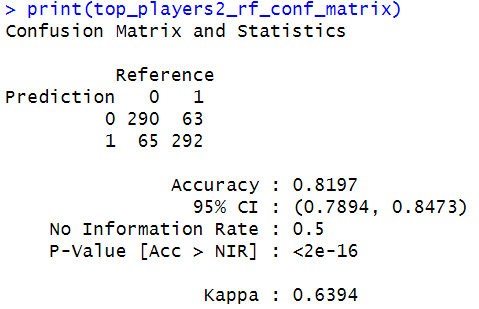 > print(top_players2_rf_conf_matrix)
Confusion Matrix and Statistics

          Reference
Prediction   0   1
         0 290  63
         1  65 292

               Accuracy : 0.8197
                 95% CI : (0.7894, 0.8473)
    No Information Rate : 0.5
    P-Value [Acc > NIR] : <2e-16

                  Kappa : 0.6394